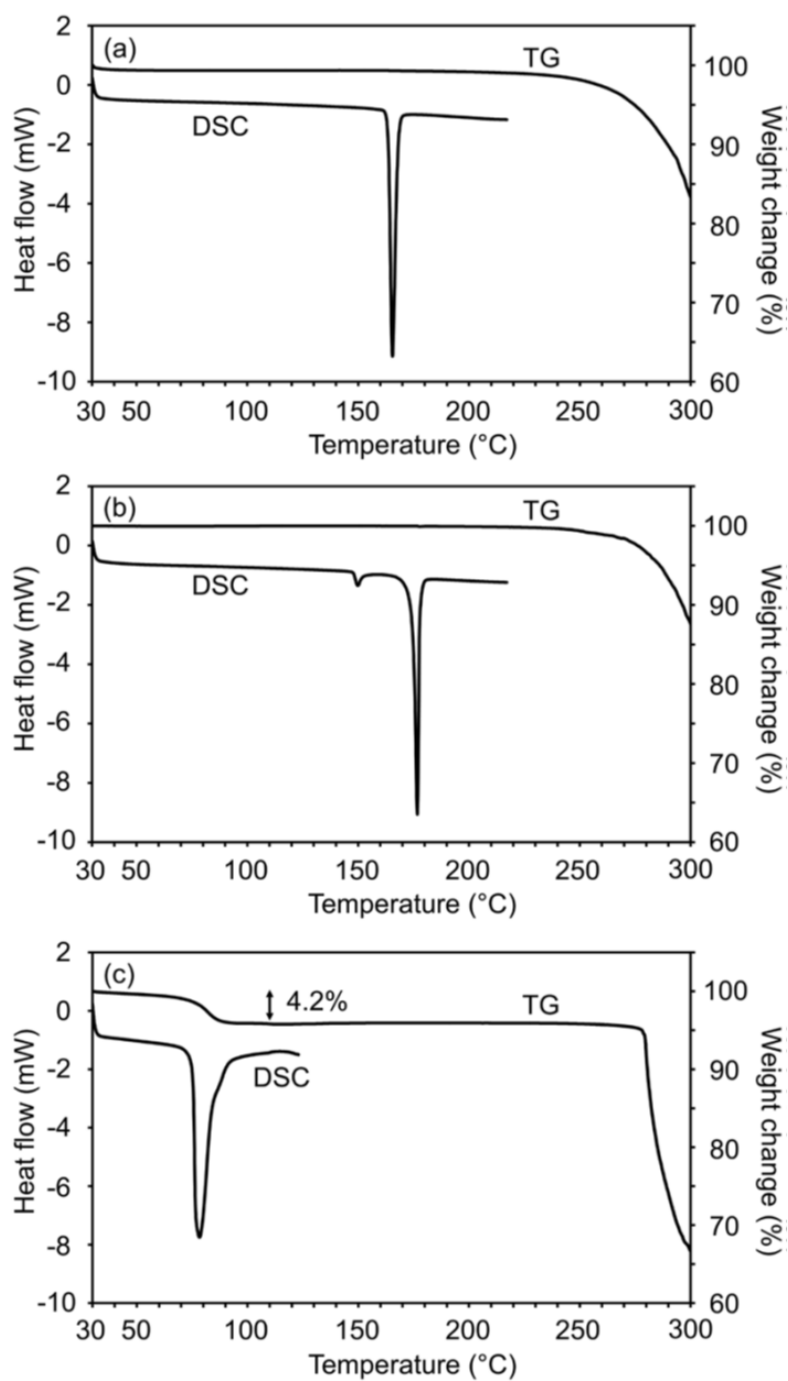 (a)
TG
DSC
2
0
-2
-4
-6
-8
-10
Heat flow (mW)
100
90
80
70
60
Weight change (%)
30 50 100 150 200 250 300
Temperature (°C)
(b)
TG
DSC
2
0
-2
-4
-6
-8
-10
Heat flow (mW)
100
90
80
70
60
Weight change (%)
30 50 100 150 200 250 300
Temperature (°C)
(c)
4.2%
TG
DSC
2
0
-2
-4
-6
-8
-10
Heat flow (mW)
100
90
80
70
60
Weight change (%)
30 50 100 150 200 250 300
Temperature (°C)